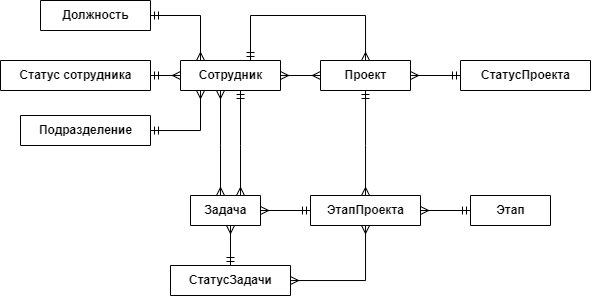 Должность
Статус сотрудника
Сотрудник
Проект
СтатусПроекта
Подразделение
Задача
ЭтапПроекта
Этап
СтатусЗадачи